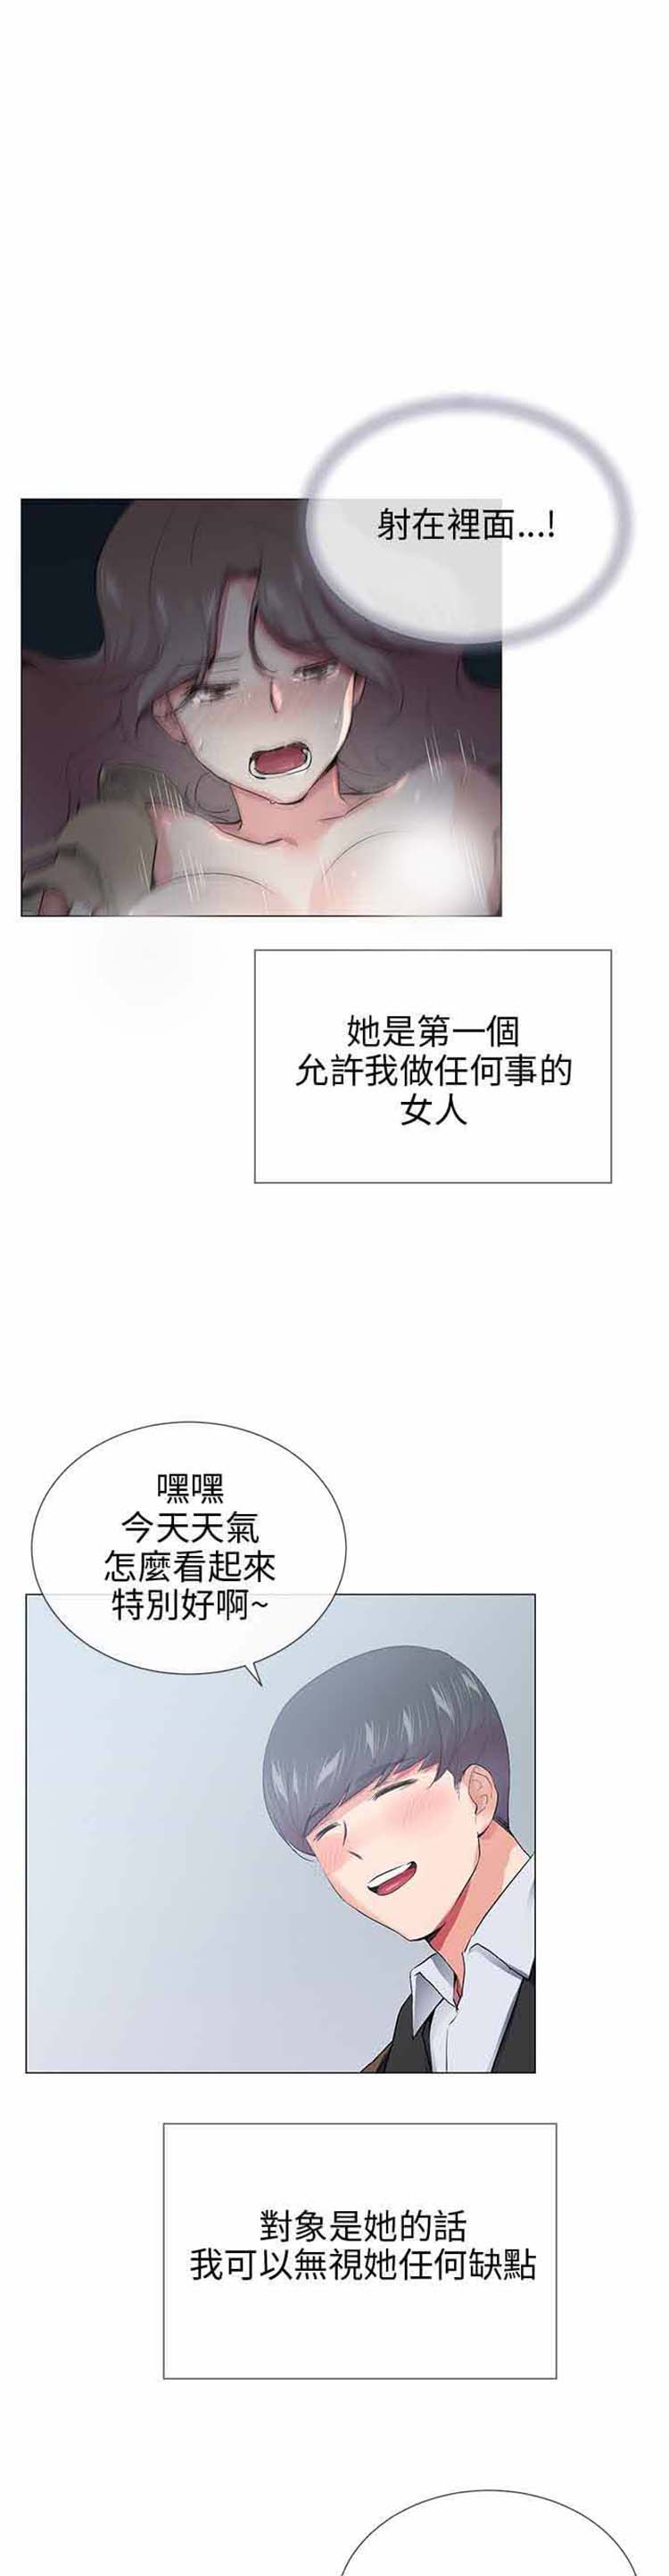 射在裡面...!
她是第一個
允許我做任何事的
女人
嘿嘿
今天天氣
怎麼看起來
特別好啊~
對象是她的話
我可以無視她任何缺點